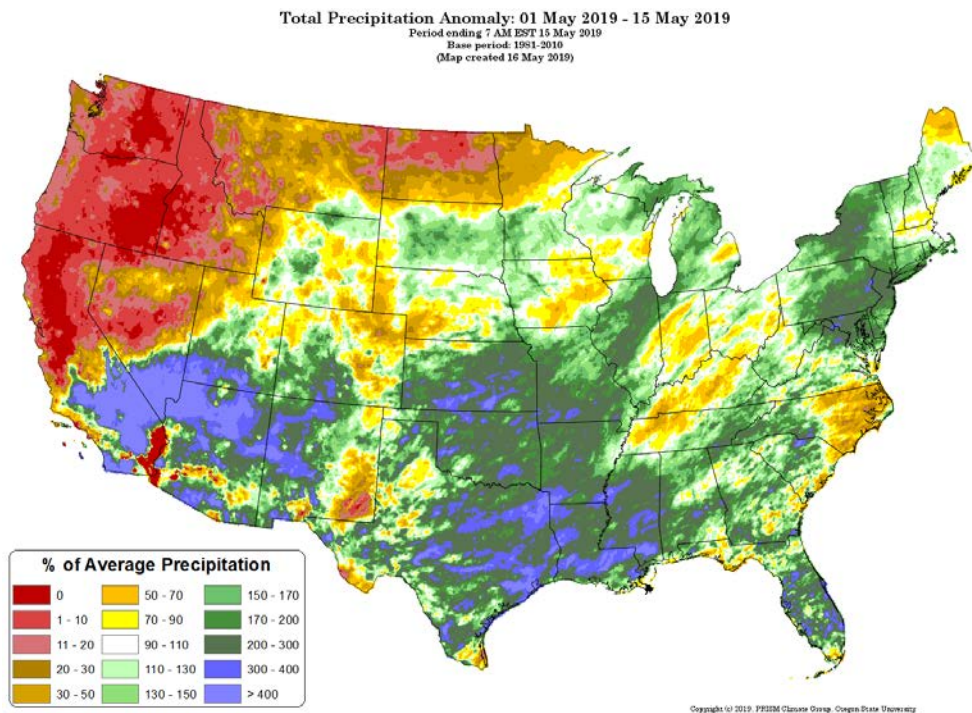 Total Precipitation Anomaly: 01 May 2019 - 15 May 2019
Period ending 7 AM EST 15 May 2019
Base period: 1981-2010
(Map created 16 May 2019)
% of Average Precipitation
0
1 - 10
11 - 20
20 - 30
30 - 50
50 - 70
70 - 90
90 - 110
110 - 130
130 - 150
150 - 170
170 - 200
200 - 300
300 - 400
> 400
Copyright (c) 2019, PRISM Climate Group, Oregon State University